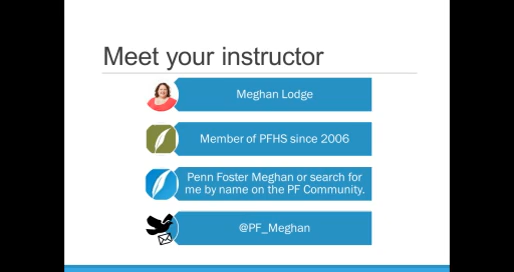 Meet your instructor
Meghan Lodge
Member of PFHS since 2006
Penn Foster Meghan or search for
me by name on the PF Community.
@PF_Meghan